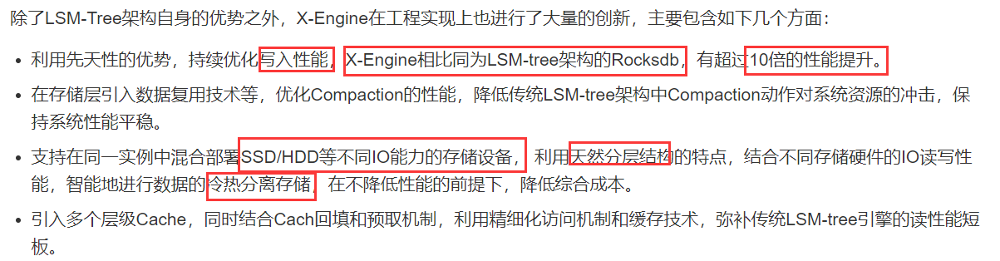 除了LSM-Tree架构自身的优势之外，X-Engine在工程实现上也进行了大量的创新，主要包含如下几个方面：
• 利用先天性的优势，持续优化写入性能，X-Engine相比同为LSM-tree架构的Rocksdb，有超过10倍的性能提升。
• 在存储层引入数据复用技术等，优化Compaction的性能，降低传统LSM-tree架构中Compaction动作对系统资源的冲击，保
持系统性能平稳。
• 支持在同一实例中混合部署SSD/HDD等不同IO能力的存储设备，利用天然分层结构的特点，结合不同存储硬件的IO读写性
能，智能地进行数据的冷热分离存储，在不降低性能的前提下，降低综合成本。
• 引入多个层级Cache，同时结合Cach回填和预取机制，利用精细化访问机制和缓存技术，弥补传统LSM-tree引擎的读性能短
板。